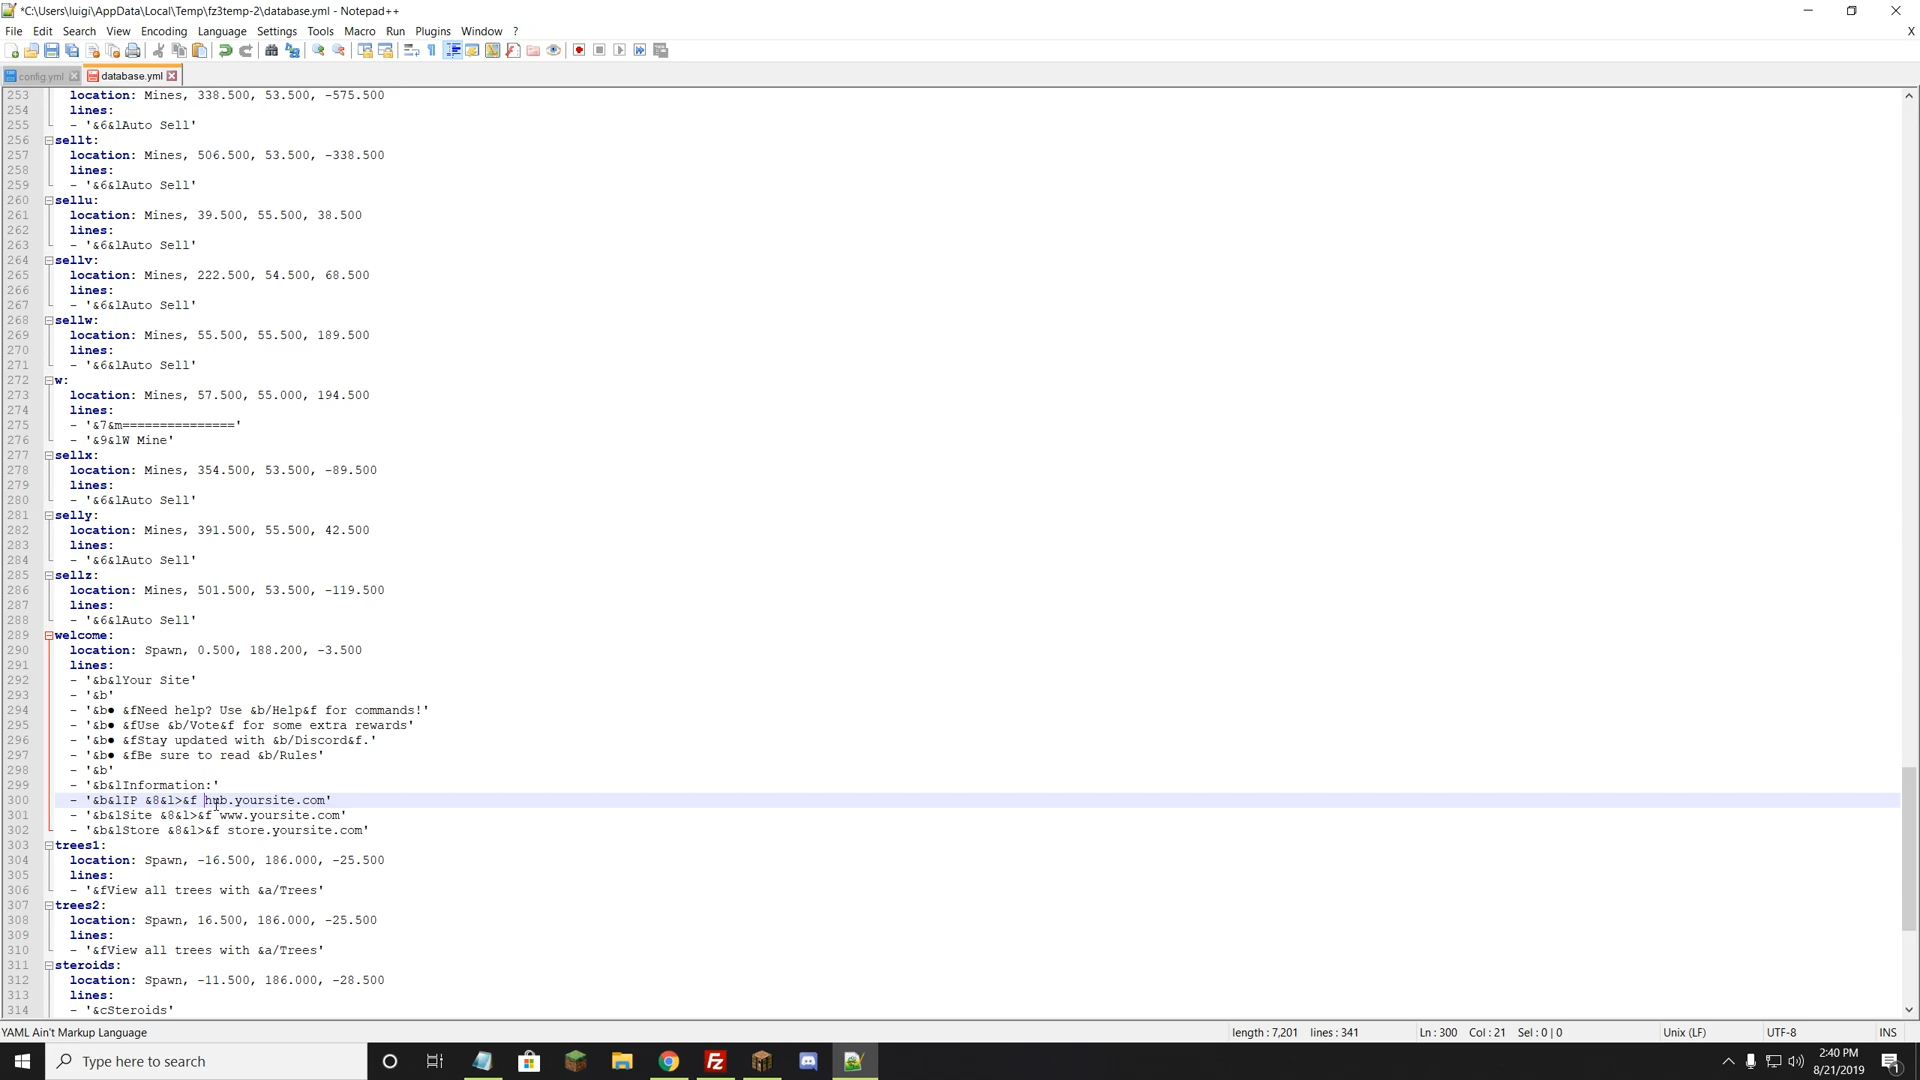 *C:\Users\luigi\AppData\Local\Temp\fz3temp-2\database.yml - Notepad++
File Edit Search View Encoding Language Settings Tools Macro Run Plugins Window ? X
config.yml database.yml
253 location: Mines, 338.500, 53.500, -575.500
254 lines:
255 - '&6&lAuto Sell'
256 sellt:
257 location: Mines, 506.500, 53.500, -338.500
258 lines:
259 - '&6&lAuto Sell'
260 sellu:
261 location: Mines, 39.500, 55.500, 38.500
262 lines:
263 - '&6&lAuto Sell'
264 sellv:
265 location: Mines, 222.500, 54.500, 68.500
266 lines:
267 - '&6&lAuto Sell'
268 sellw:
269 location: Mines, 55.500, 55.500, 189.500
270 lines:
271 - '&6&lAuto Sell'
272 w:
273 location: Mines, 57.500, 55.000, 194.500
274 lines:
275 - '&7&m==============='
276 - '&9&lW Mine'
277 sellx:
278 location: Mines, 354.500, 53.500, -89.500
279 lines:
280 - '&6&lAuto Sell'
281 selly:
282 location: Mines, 391.500, 55.500, 42.500
283 lines:
284 - '&6&lAuto Sell'
285 sellz:
286 location: Mines, 501.500, 53.500, -119.500
287 lines:
288 - '&6&lAuto Sell'
289 welcome:
290 location: Spawn, 0.500, 188.200, -3.500
291 lines:
292 - '&b&lYour Site'
293 - '&b'
294 - '&b● &fNeed help? Use &b/Help&f for commands!'
295 - '&b● &fUse &b/Vote&f for some extra rewards'
296 - '&b● &fStay updated with &b/Discord&f.'
297 - '&b● &fBe sure to read &b/Rules'
298 - '&b'
299 - '&b&lInformation:'
300 - '&b&lIP &8&l>&f hub.yoursite.com'
301 - '&b&lSite &8&l>&f www.yoursite.com'
302 - '&b&lStore &8&l>&f store.yoursite.com'
303 trees1:
304 location: Spawn, -16.500, 186.000, -25.500
305 lines:
306 - '&fView all trees with &a/Trees'
307 trees2:
308 location: Spawn, 16.500, 186.000, -25.500
309 lines:
310 - '&fView all trees with &a/Trees'
311 steroids:
312 location: Spawn, -11.500, 186.000, -28.500
313 lines:
314 - '&cSteroids'
YAML Ain't Markup Language length : 7,201 lines : 341 Ln : 300 Col : 21 Sel : 0 | 0 Unix (LF) UTF-8 INS
Type here to search 2:40 PM
8/21/2019 1